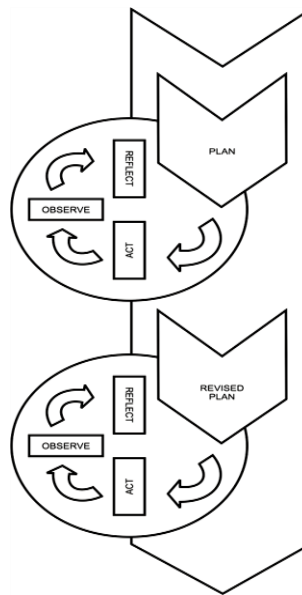 PLAN
REFLECT
OBSERVE
ACT
REVISED
PLAN
REFLECT
OBSERVE
ACT